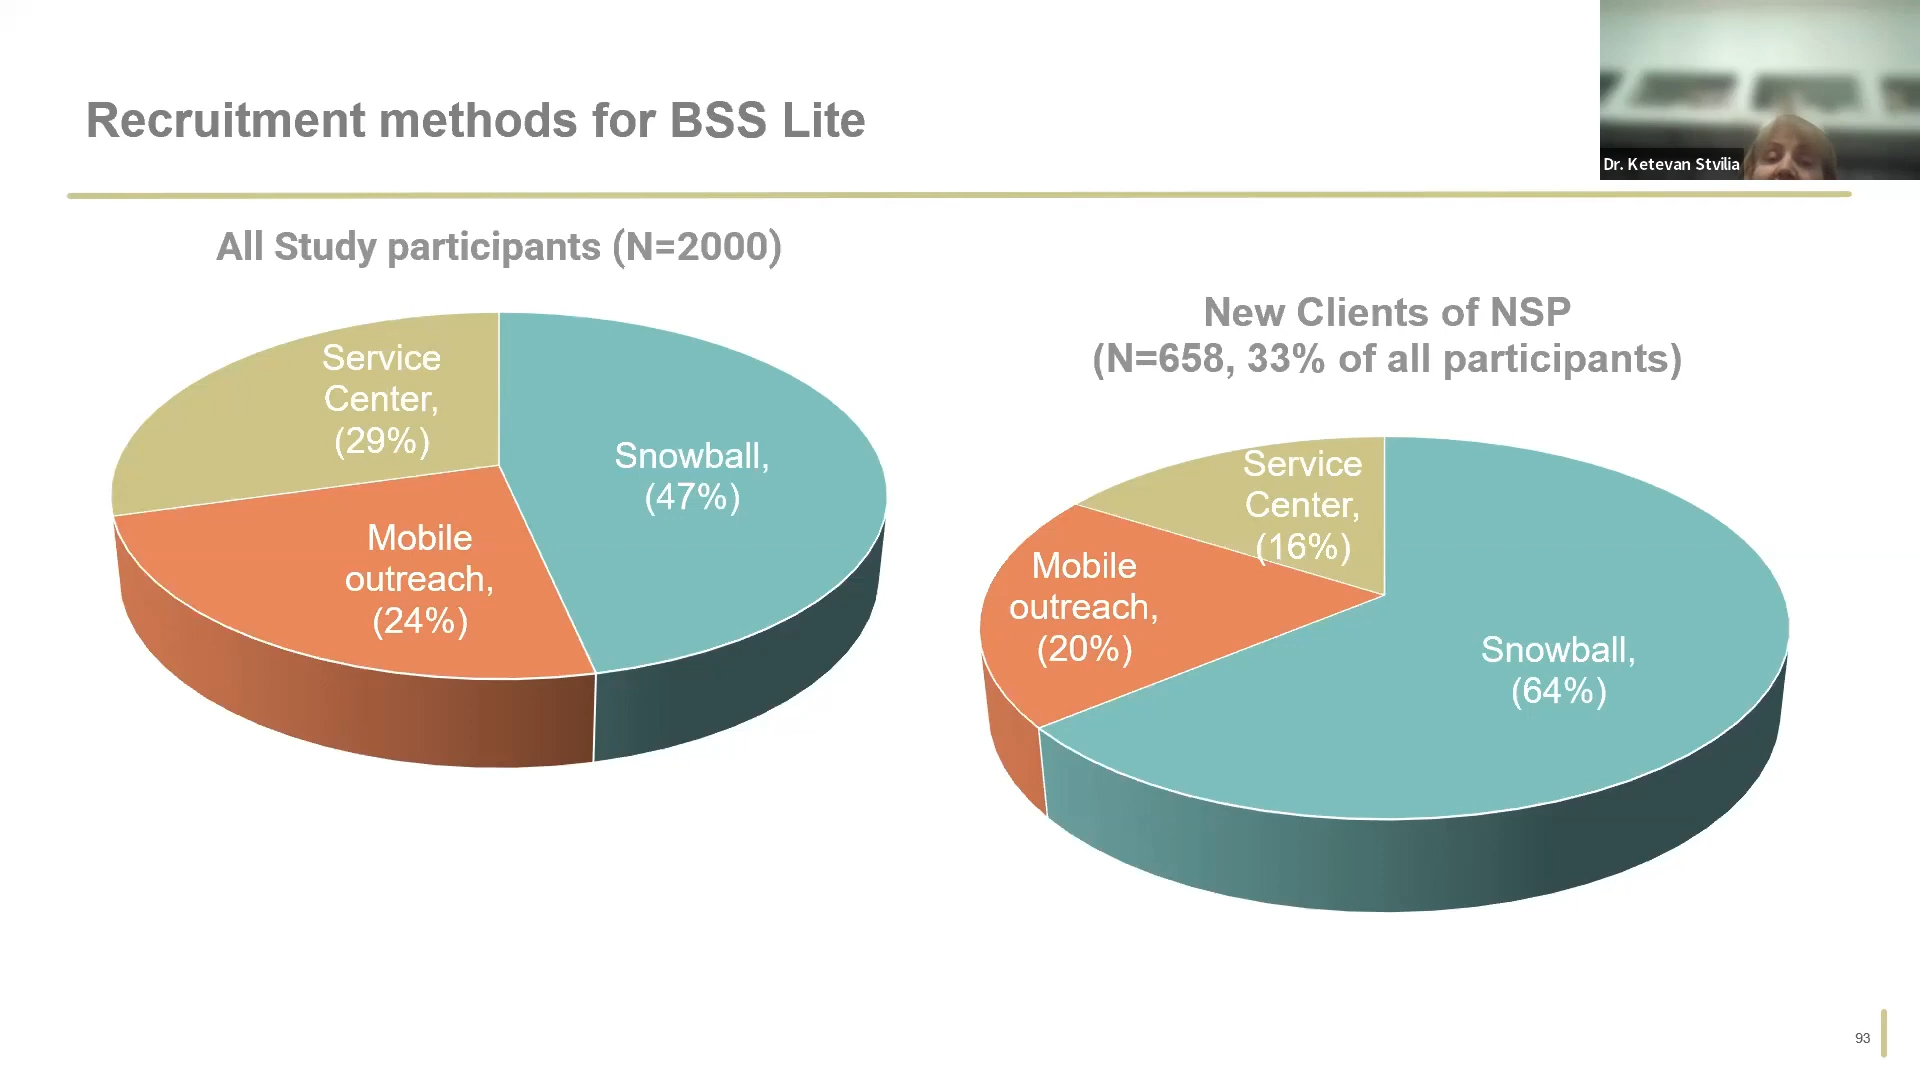 Recruitment methods for BSS Lite
Dr. Ketevan Stvilia
All Study participants (N=2000)
Service
Center,
(29%)
Snowball,
(47%)
Mobile
outreach,
(24%)
New Clients of NSP
(N=658, 33% of all participants)
Service
Center,
(16%)
Mobile
outreach,
(20%)
Snowball,
(64%)
93